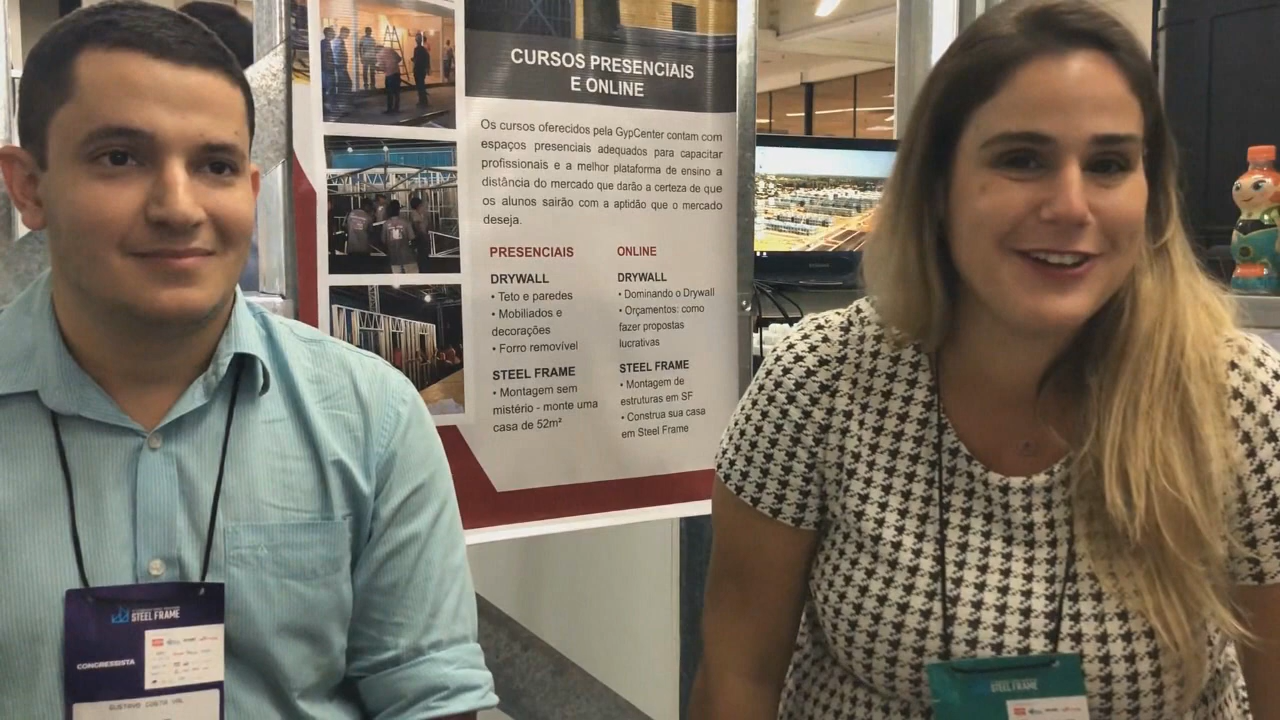 CURSOS PRESENCIAIS
E ONLINE
Os cursos oferecidos pela GypCenter contam com
espaços presenciais adequados para capacitar
profissionais e a melhor plataforma de ensino a
distância do mercado que darão a certeza de que
os alunos sairão com a aptidão que o mercado
deseja.
PRESENCIAIS
DRYWALL
• Teto e paredes
• Mobiliados e
decorações
• Forro removível
STEEL FRAME
• Montagem sem
mistério - monte uma
casa de 52m²
ONLINE
DRYWALL
• Dominando o Drywall
• Orçamentos: como
fazer propostas
lucrativas
STEEL FRAME
• Montagem de
estruturas em SF
• Construa sua casa
em Steel Frame
STEEL FRAME
CONGRESSISTA
GUSTAVO COSTA VAL
STEEL FRAME